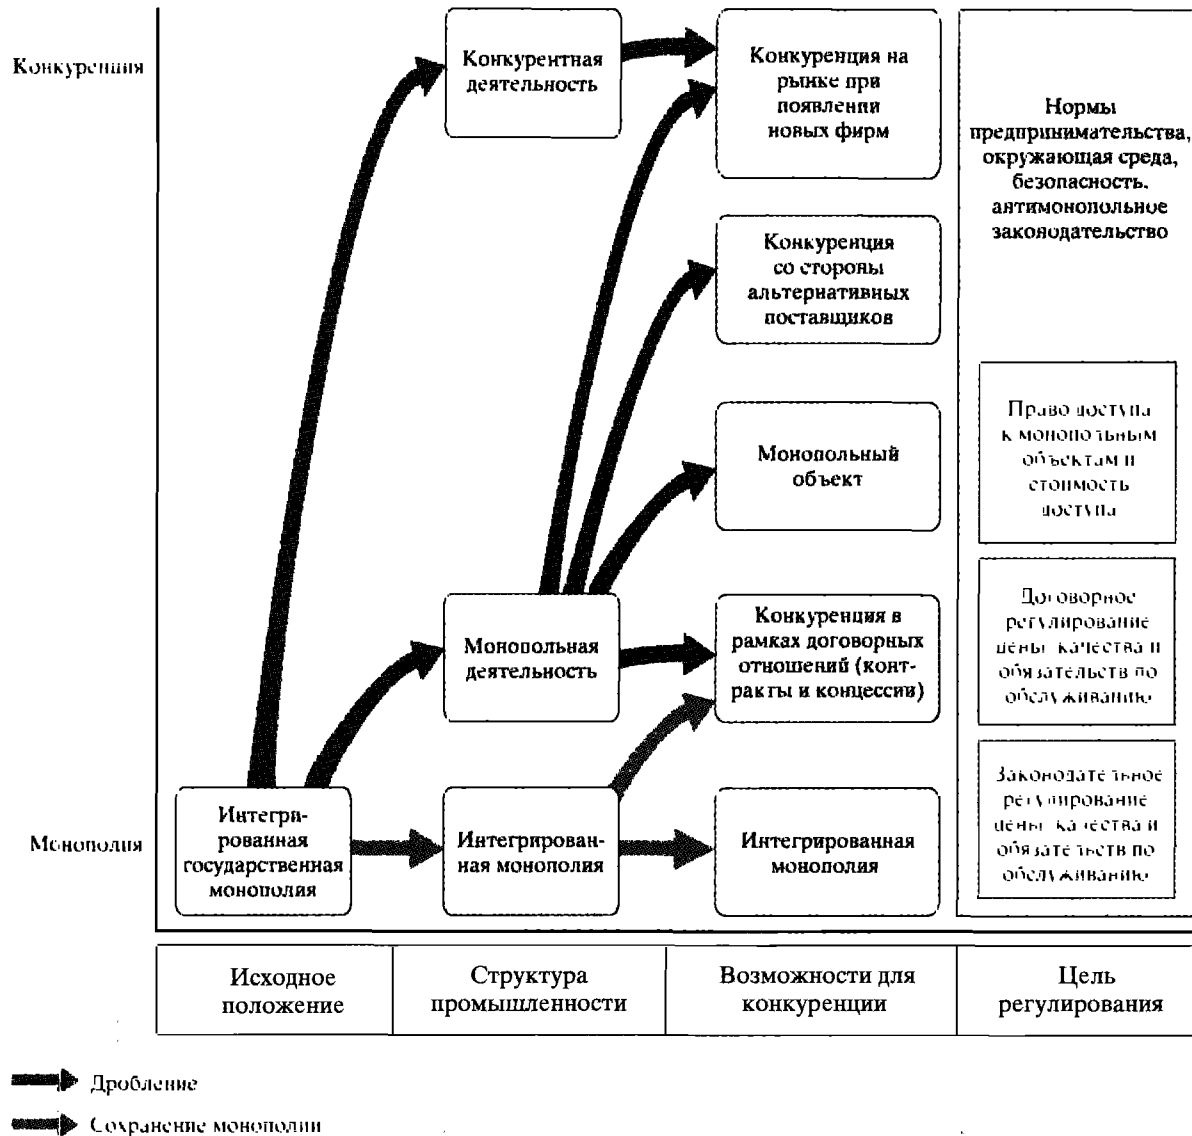 Конкуренция
Конкурентная
деятельность
Конкуренция на
рынке при
появлении
новых фирм
Нормы
предпринимательства,
окружающая среда,
безопасность,
антимонопольное
законодательство
Конкуренция
со стороны
альтернативных
поставщиков
Монопольный
объект
Право доступа
к монопольным
объектам и
стоимость
доступа
Монопольная
деятельность
Конкуренция в
рамках договорных
отношений (конт-
ракты и концессии)
Договорное
регулирование
цены, качества и
обязательств по
обслуживанию
Монополия
Интегри-
рованная
государственная
монополия
Интегрирован-
ная монополия
Интегрированная
монополия
Законодательное
регулирование
цены, качества и
обязательств по
обслуживанию
Исходное
положение
Структура
промышленности
Возможности для
конкуренции
Цель
регулирования
Дробление
Сохранение монополии